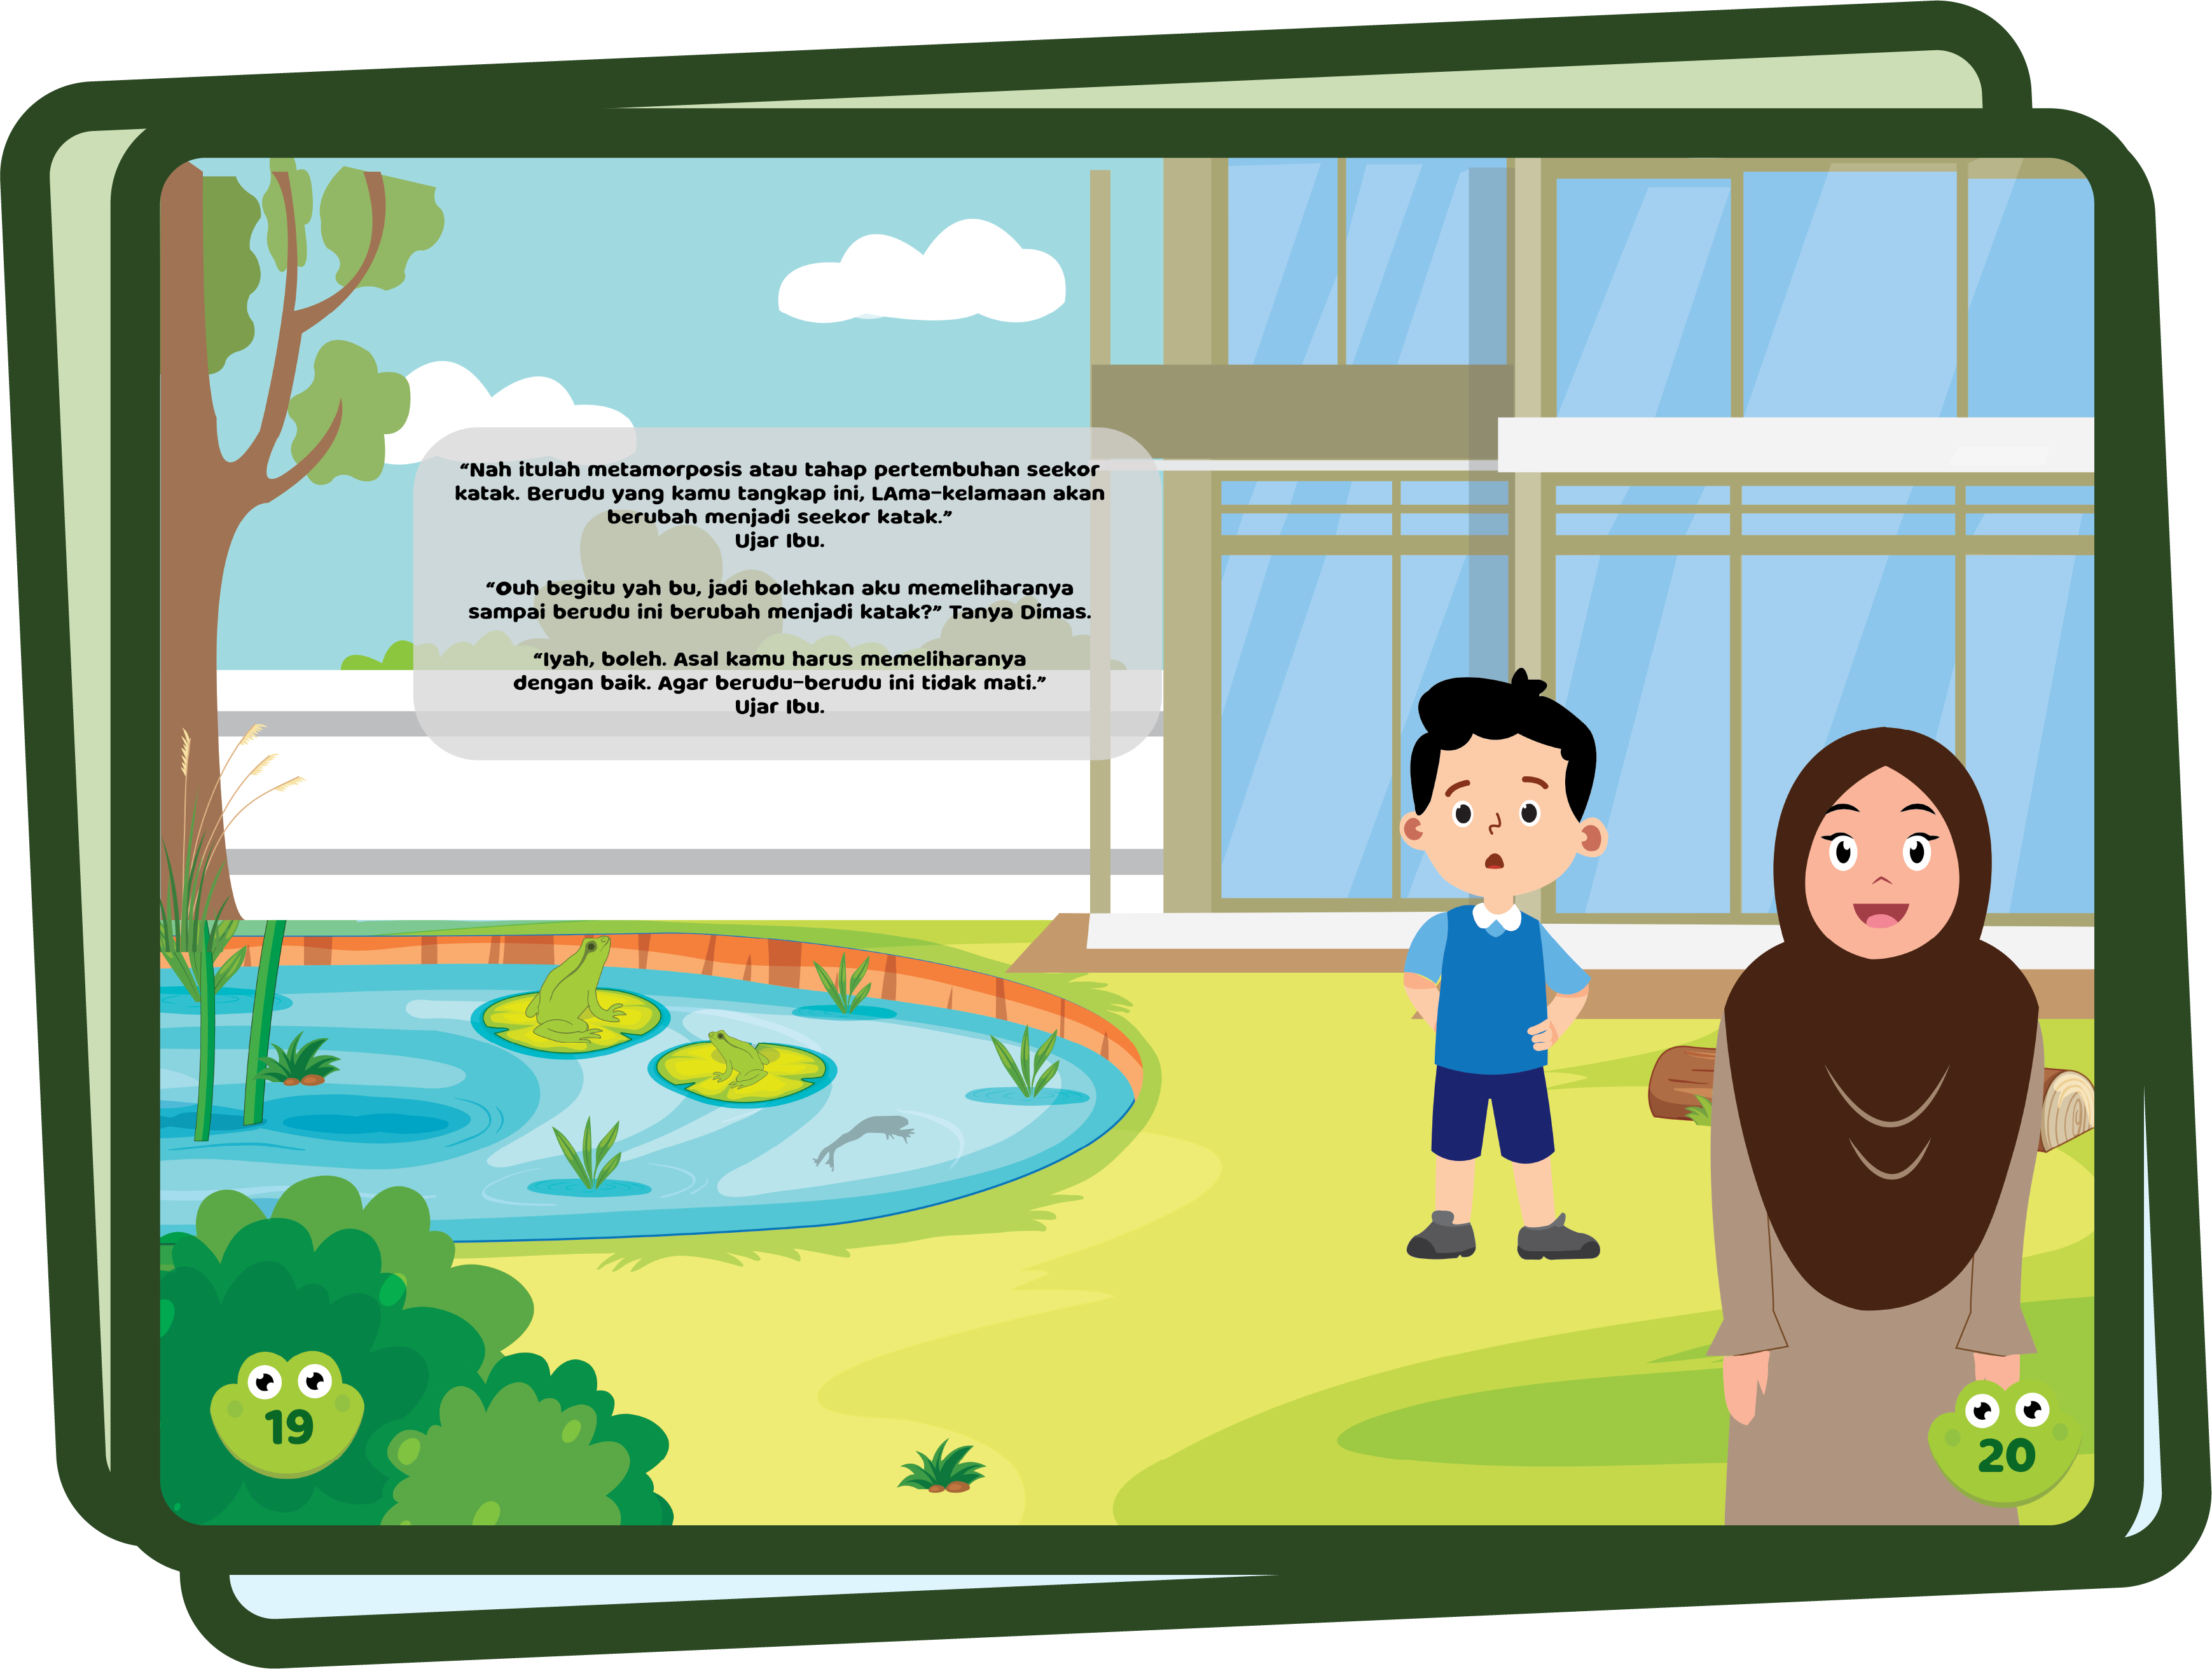 “Nah itulah metamorposis atau tahap pertembuhan seekor
katak. Berudu yang kamu tangkap ini, LAma-kelamaan akan
berubah menjadi seekor katak.”
Ujar Ibu.
“Ouh begitu yah bu, jadi bolehkan aku memeliharanya
sampai berudu ini berubah menjadi katak?” Tanya Dimas.
“Iyah, boleh. Asal kamu harus memeliharanya
dengan baik. Agar berudu-berudu ini tidak mati.”
Ujar Ibu.
19
20